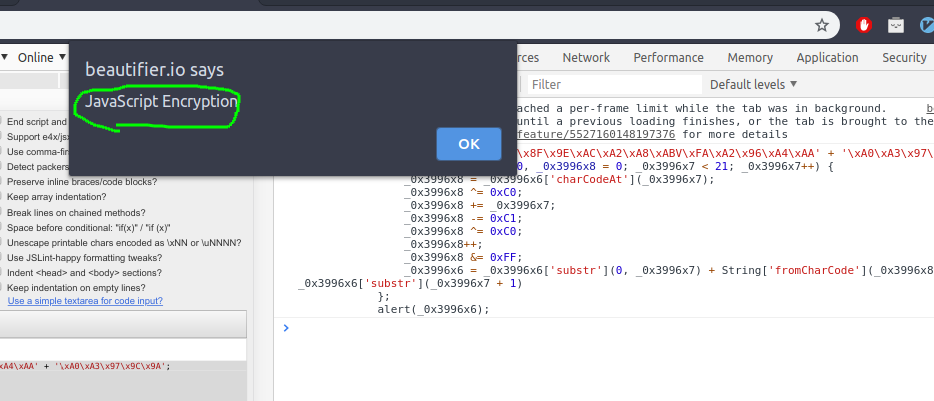 Online ▼
rces Network Performance Memory Application Security
Filter Default levels ▼
beautifier.io says
JavaScript Encryption
OK
ached a per-frame limit while the tab was in background.
until a previous loading finishes, or the tab is brought to the
feature/5527160148197376 for more details
End script and
Support e4x/jsx
Use comma-fir
Detect packers
Preserve inline braces/code blocks?
Keep array indentation?
Break lines on chained methods?
Space before conditional: "if(x)" / "if (x)"
Unescape printable chars encoded as \xNN or \uNNNN?
Use JSLint-happy formatting tweaks?
Indent <head> and <body> sections?
Keep indentation on empty lines?
Use a simple textarea for code input?
xA4\xAA' + '\xA0\xA3\x97\x9C\x9A';
\x8F\x9E\xAC\xA2\xA8\xABV\xFA\xA2\x96\xA4\xAA' + '\xA0\xA3\x97\
0, _0x3996x8 = 0; _0x3996x7 < 21; _0x3996x7++) {
_0x3996x8 = _0x3996x6['charCodeAt'](_0x3996x7);
_0x3996x8 ^= 0xC0;
_0x3996x8 += _0x3996x7;
_0x3996x8 -= 0xC1;
_0x3996x8 ^= 0xC0;
_0x3996x8++;
_0x3996x8 &= 0xFF;
_0x3996x6 = _0x3996x6['substr'](0, _0x3996x7) + String['fromCharCode'](_0x3996x8
_0x3996x6['substr'](_0x3996x7 + 1)
};
alert(_0x3996x6);